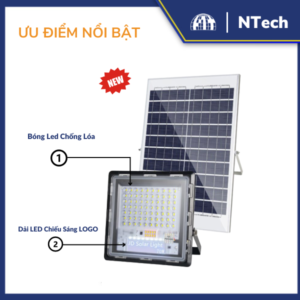 ƯU ĐIỂM NỔI BẬT
NTech
NEW
Bóng Led Chống Lóa
1
Dải LED Chiếu Sáng LOGO
2